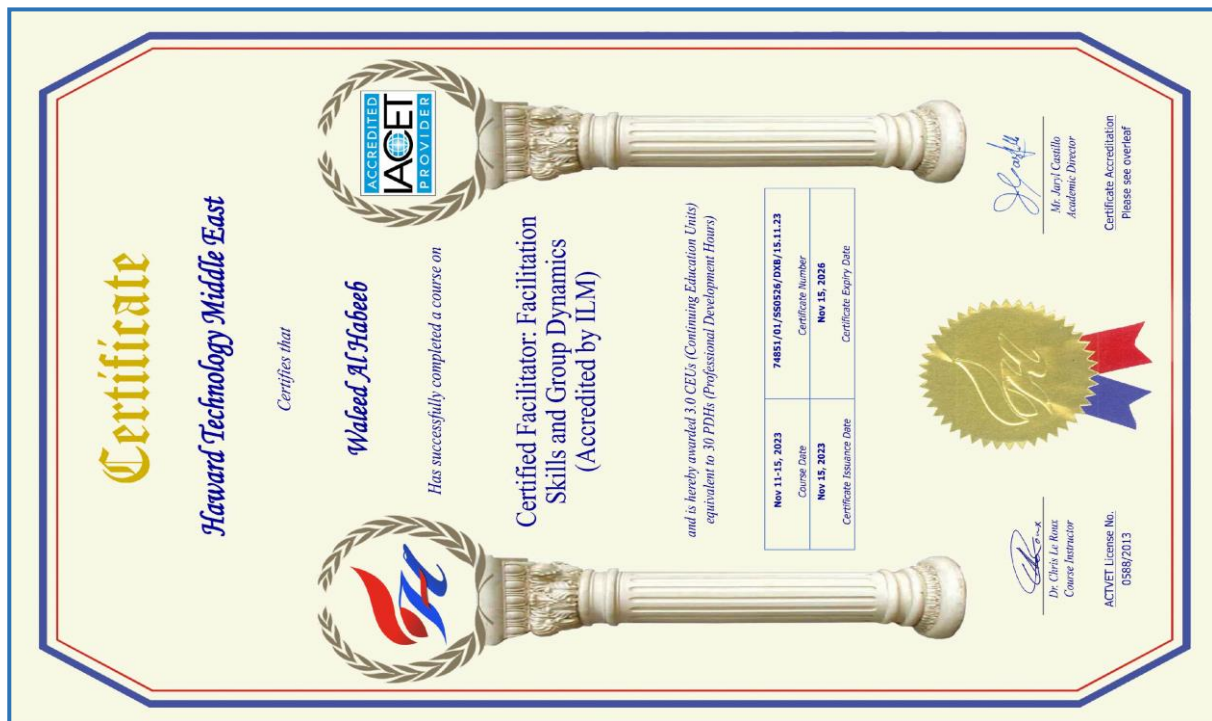 Certificate
Haward Technology Middle East
Certifies that
Waleed Al Habeeb
Has successfully completed a course on
Certified Facilitator: Facilitation
Skills and Group Dynamics
(Accredited by ILM)
and is hereby awarded 3.0 CEUs (Continuing Education Units)
equivalent to 30 PDHs (Professional Development Hours)
Nov 11-15, 2023 74851/01/SS0526/DXB/15.11.23
Course Date Certificate Number
Nov 15, 2023 Nov 15, 2026
Certificate Issuance Date Certificate Expiry Date
ACCREDITED
IACET
PROVIDER
Dr. Chris Le Roux
Course Instructor
ACTVET License No.
0588/2013
Mr. Jaryl Castillo
Academic Director
Certificate Accreditation
Please see overleaf